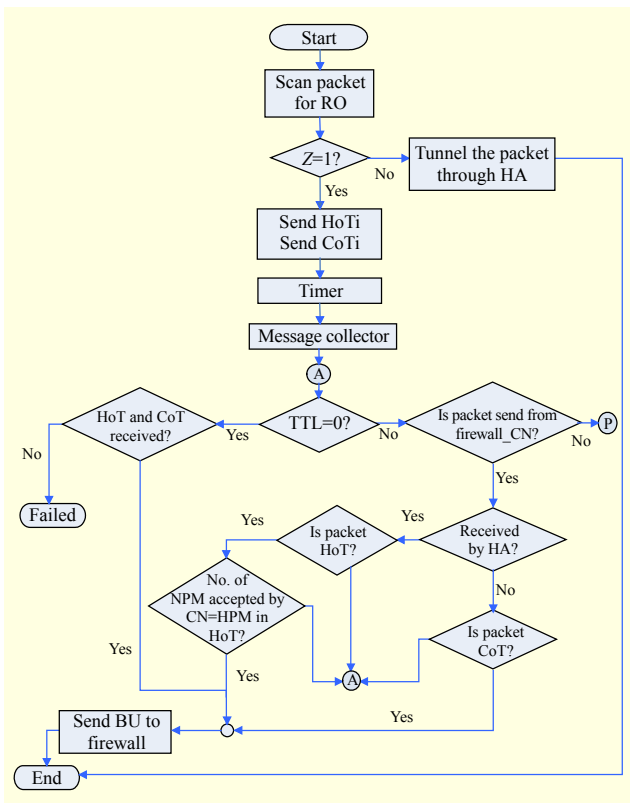 Start
Scan packet
for RO
Z=1?
No
Tunnel the packet
through HA
Yes
Send HoTi
Send CoTi
Timer
Message collector
A
HoT and CoT
received?
Yes
TTL=0?
No
Is packet send from
firewall_CN?
No
P
No
Failed
Yes
Yes
Is packet
HoT?
Yes
Received
by HA?
No. of
NPM accepted by
CN=HPM in
HoT?
No
Is packet
CoT?
Yes
Yes
A
Yes
Send BU to
firewall
End